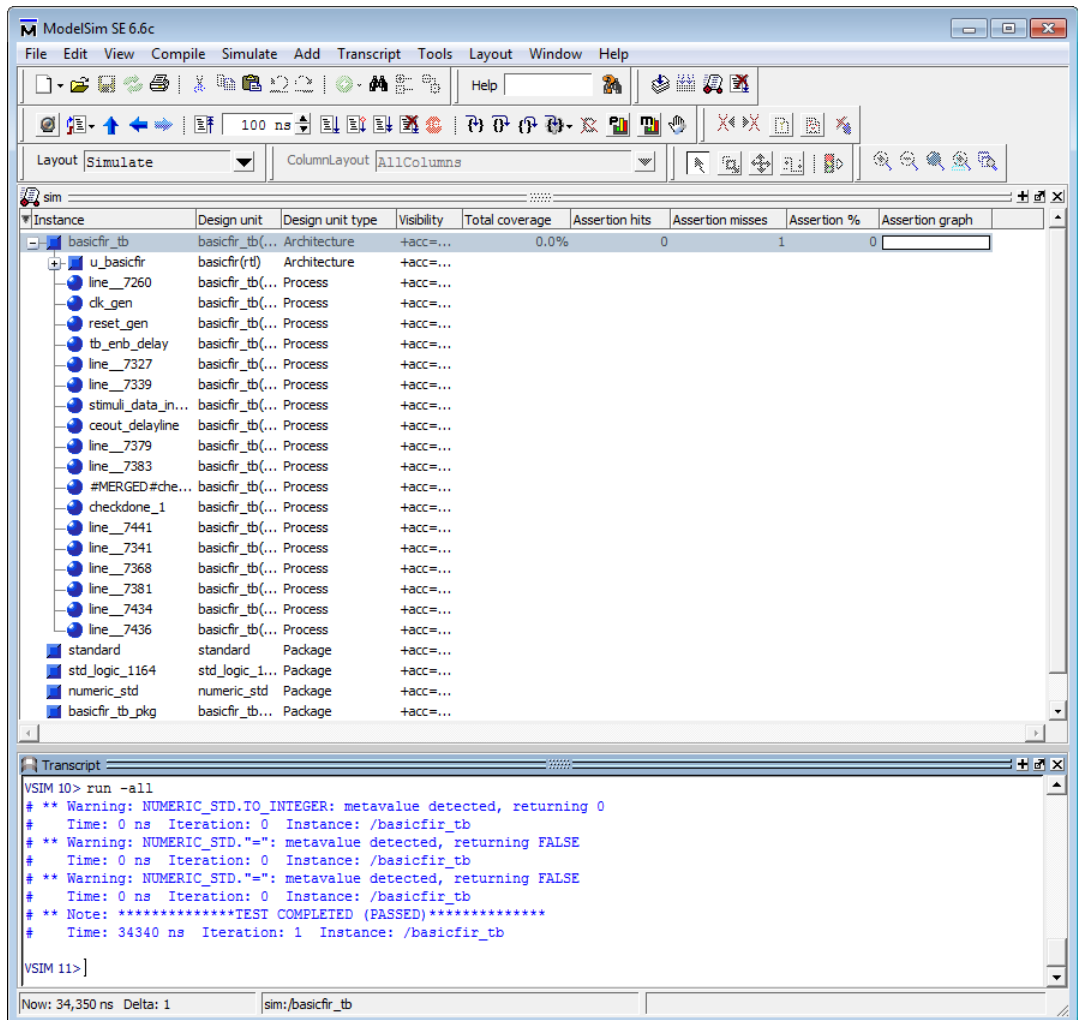 ModelSim SE 6.6c
File Edit View Compile Simulate Add Transcript Tools Layout Window Help
Help
100 ns
Layout Simulate ColumnLayout AllColumns
sim
Instance Design unit Design unit type Visibility Total coverage Assertion hits Assertion misses Assertion % Assertion graph
basicfir_tb basicfir_tb(... Architecture +acc=... 0.0% 0 1 0
u_basicfir basicfir(rtl) Architecture +acc=...
line__7260 basicfir_tb(... Process +acc=...
clk_gen basicfir_tb(... Process +acc=...
reset_gen basicfir_tb(... Process +acc=...
tb_enb_delay basicfir_tb(... Process +acc=...
line__7327 basicfir_tb(... Process +acc=...
line__7339 basicfir_tb(... Process +acc=...
stimuli_data_in... basicfir_tb(... Process +acc=...
ceout_delayline basicfir_tb(... Process +acc=...
line__7379 basicfir_tb(... Process +acc=...
line__7383 basicfir_tb(... Process +acc=...
#MERGED#che... basicfir_tb(... Process +acc=...
checkdone_1 basicfir_tb(... Process +acc=...
line__7441 basicfir_tb(... Process +acc=...
line__7341 basicfir_tb(... Process +acc=...
line__7368 basicfir_tb(... Process +acc=...
line__7381 basicfir_tb(... Process +acc=...
line__7434 basicfir_tb(... Process +acc=...
line__7436 basicfir_tb(... Process +acc=...
standard standard Package +acc=...
std_logic_1164 std_logic_1... Package +acc=...
numeric_std numeric_std Package +acc=...
basicfir_tb_pkg basicfir_tb... Package +acc=...
Transcript
VSIM 10> run -all
# ** Warning: NUMERIC_STD.TO_INTEGER: metavalue detected, returning 0
#    Time: 0 ns  Iteration: 0  Instance: /basicfir_tb
# ** Warning: NUMERIC_STD."=": metavalue detected, returning FALSE
#    Time: 0 ns  Iteration: 0  Instance: /basicfir_tb
# ** Warning: NUMERIC_STD."=": metavalue detected, returning FALSE
#    Time: 0 ns  Iteration: 0  Instance: /basicfir_tb
# ** Note: **************TEST COMPLETED (PASSED)**************
#    Time: 34340 ns  Iteration: 1  Instance: /basicfir_tb
VSIM 11>
Now: 34,350 ns Delta: 1 sim:/basicfir_tb